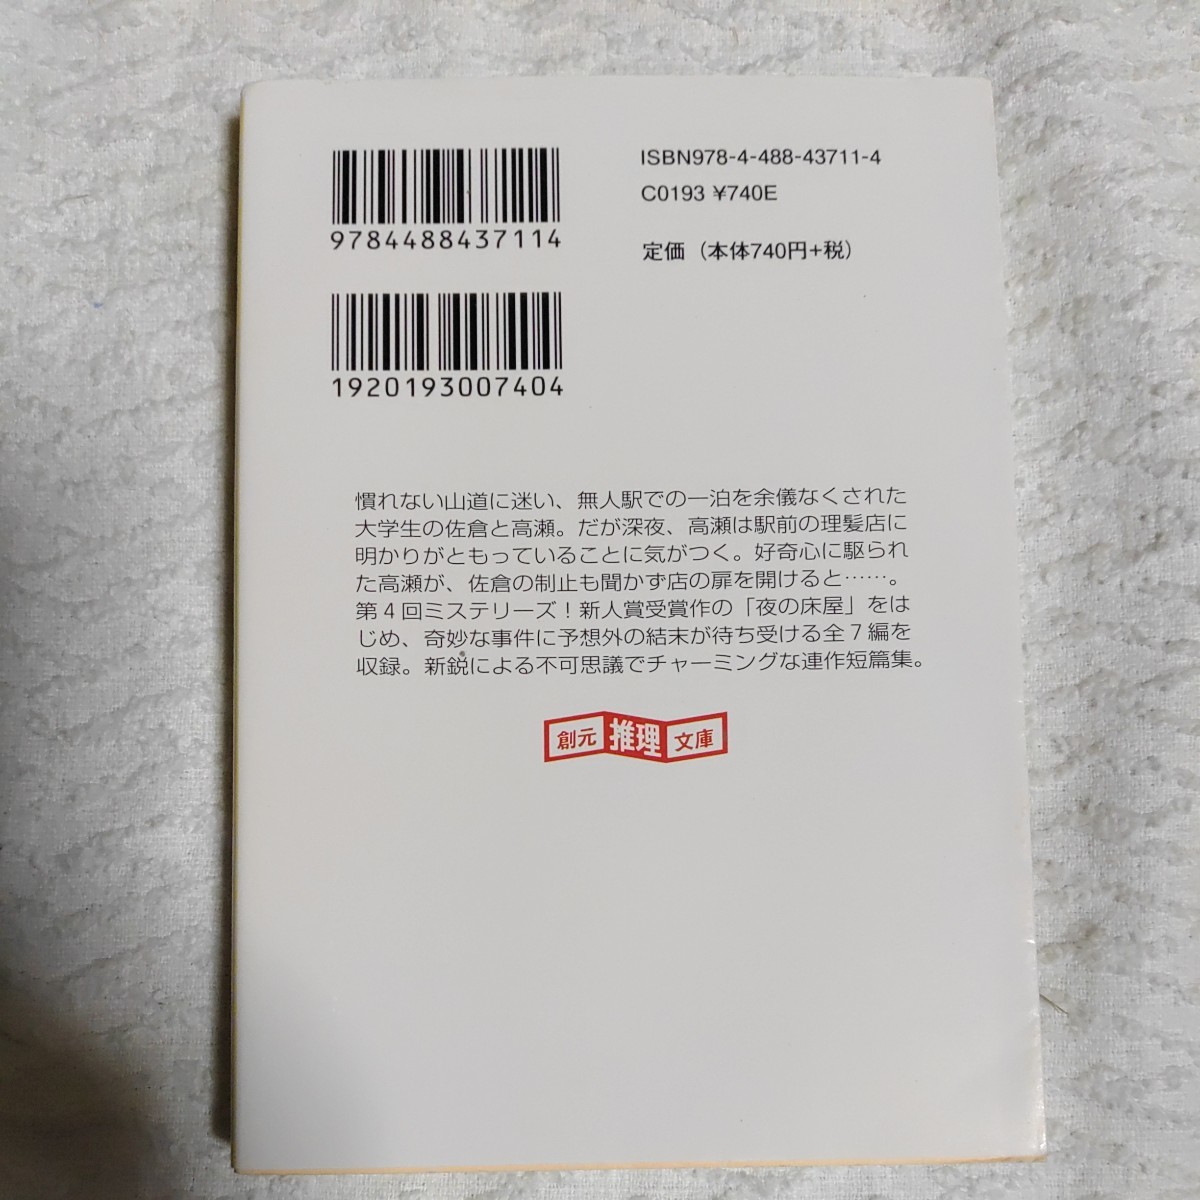 ISBN978-4-488-43711-4
C0193 ¥740E
定価（本体740円+税）
9784488437114
1920193007404
慣れない山道に迷い、無人駅での一泊を余儀なくされた
大学生の佐倉と高瀬。だが深夜、高瀬は駅前の理髪店に
明かりがともっていることに気がつく。好奇心に駆られ
た高瀬が、佐倉の制止も聞かず店の扉を開けると……。
第４回ミステリーズ！新人賞受賞作の「夜の床屋」をは
じめ、奇妙な事件に予想外の結末が待ち受ける全７編を
収録。新鋭による不可思議でチャーミングな連作短篇集。
創元推理文庫